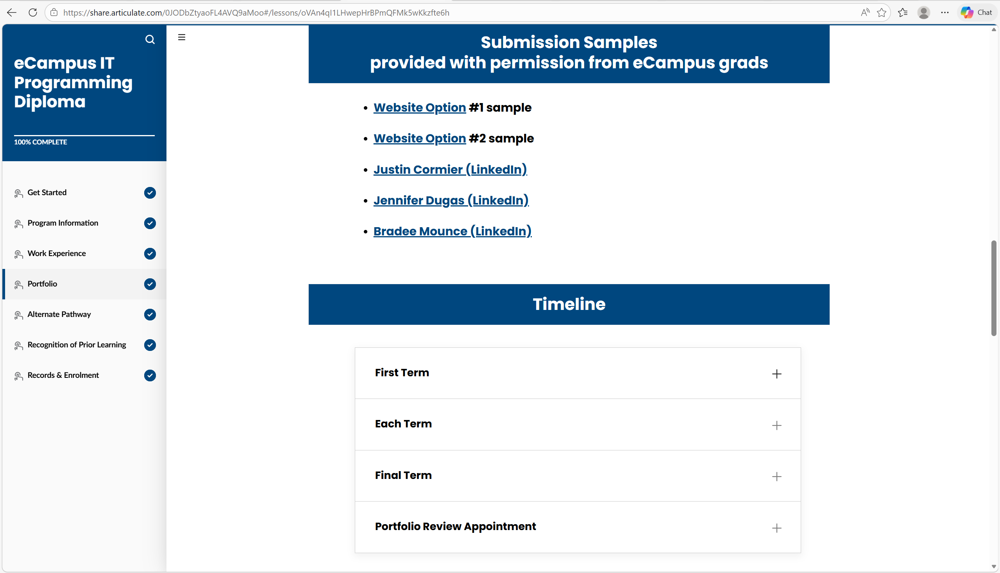 https://share.articulate.com/0JODbZtyaoFL4AVQ9aMoo#/lessons/oVAn4qI1LHwepHrBPmQFMk5wKkzfte6h
Chat
eCampus IT
Programming
Diploma
100% COMPLETE
Get Started
Program Information
Work Experience
Portfolio
Alternate Pathway
Recognition of Prior Learning
Records & Enrolment
Submission Samples
provided with permission from eCampus grads
• Website Option #1 sample
• Website Option #2 sample
• Justin Cormier (LinkedIn)
• Jennifer Dugas (LinkedIn)
• Bradee Mounce (LinkedIn)
Timeline
First Term
Each Term
Final Term
Portfolio Review Appointment